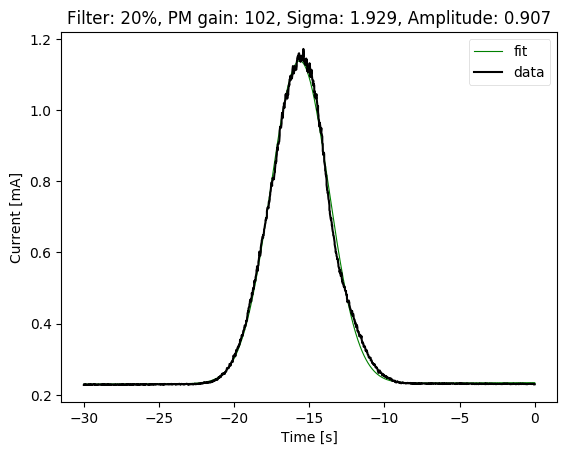 Filter: 20%, PM gain: 102, Sigma: 1.929, Amplitude: 0.907
fit
data
Current [mA]
1.2
1.0
0.8
0.6
0.4
0.2
−30
−25
−20
−15
−10
−5
0
Time [s]